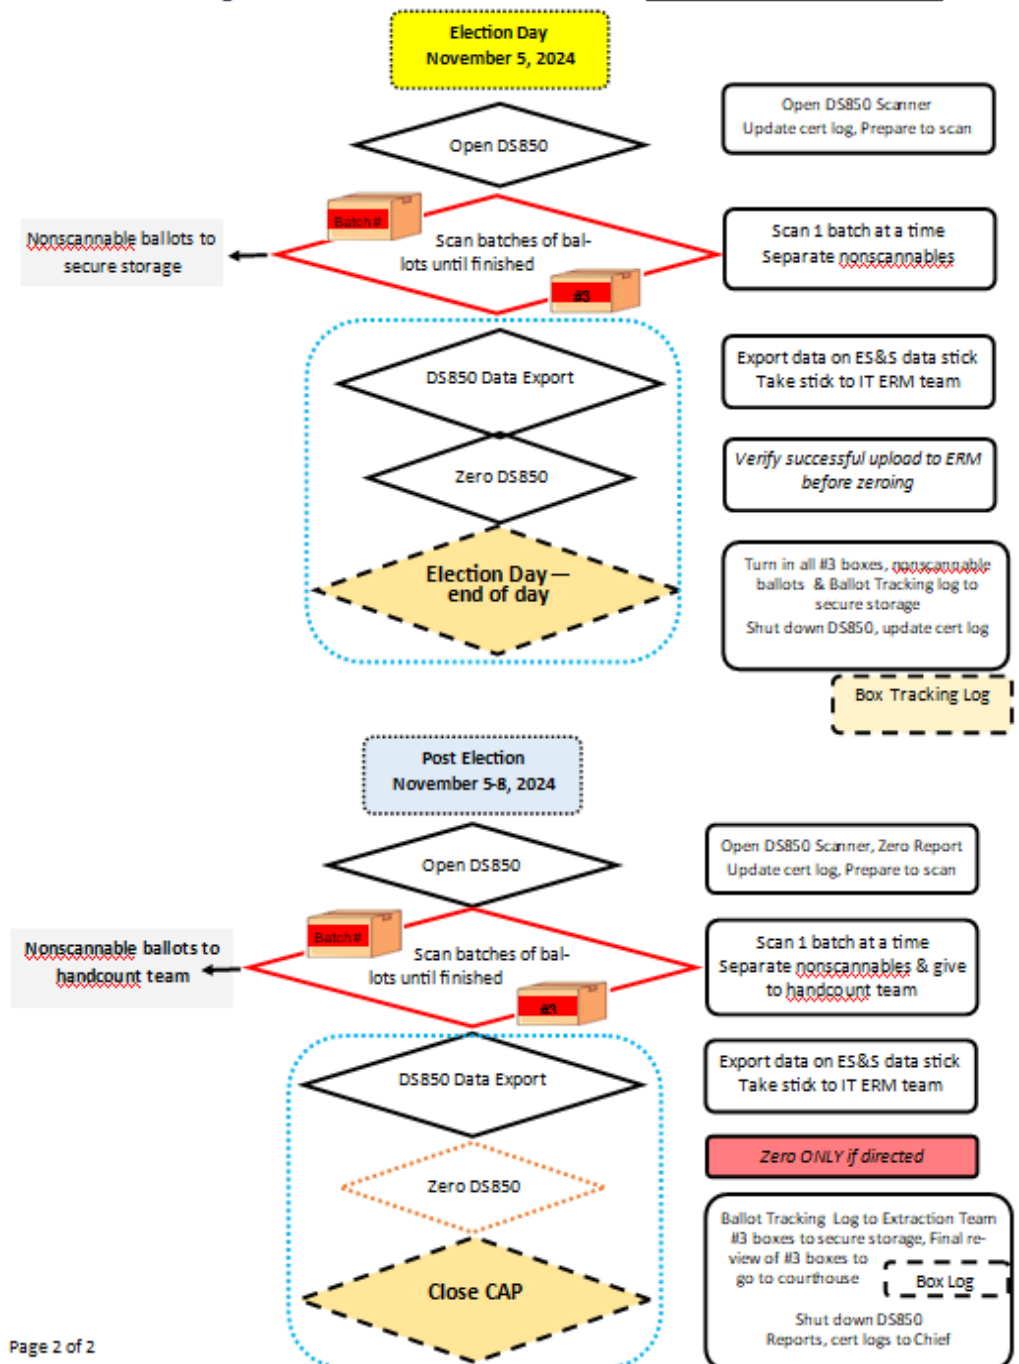 Election Day
November 5, 2024
Open DS850
Open DS850 Scanner
Update cert log, Prepare to scan
Batch #
Nonscannable ballots to
secure storage
Scan batches of bal-
lots until finished
#3
Scan 1 batch at a time
Separate nonscannables
DS850 Data Export
Export data on ES&S data stick
Take stick to IT ERM team
Zero DS850
Verify successful upload to ERM
before zeroing
Election Day—
end of day
Turn in all #3 boxes, nonscannable
ballots & Ballot Tracking log to
secure storage
Shut down DS850, update cert log
Box Tracking Log
Post Election
November 5-8, 2024
Open DS850
Open DS850 Scanner, Zero Report
Update cert log, Prepare to scan
Batch #
Nonscannable ballots to
handcount team
Scan batches of bal-
lots until finished
#3
Scan 1 batch at a time
Separate nonscannables & give
to handcount team
DS850 Data Export
Export data on ES&S data stick
Take stick to IT ERM team
Zero DS850
Zero ONLY if directed
Close CAP
Ballot Tracking Log to Extraction Team
#3 boxes to secure storage, Final re-
view of #3 boxes to
go to courthouse
Box Log
Shut down DS850
Reports, cert logs to Chief
Page 2 of 2